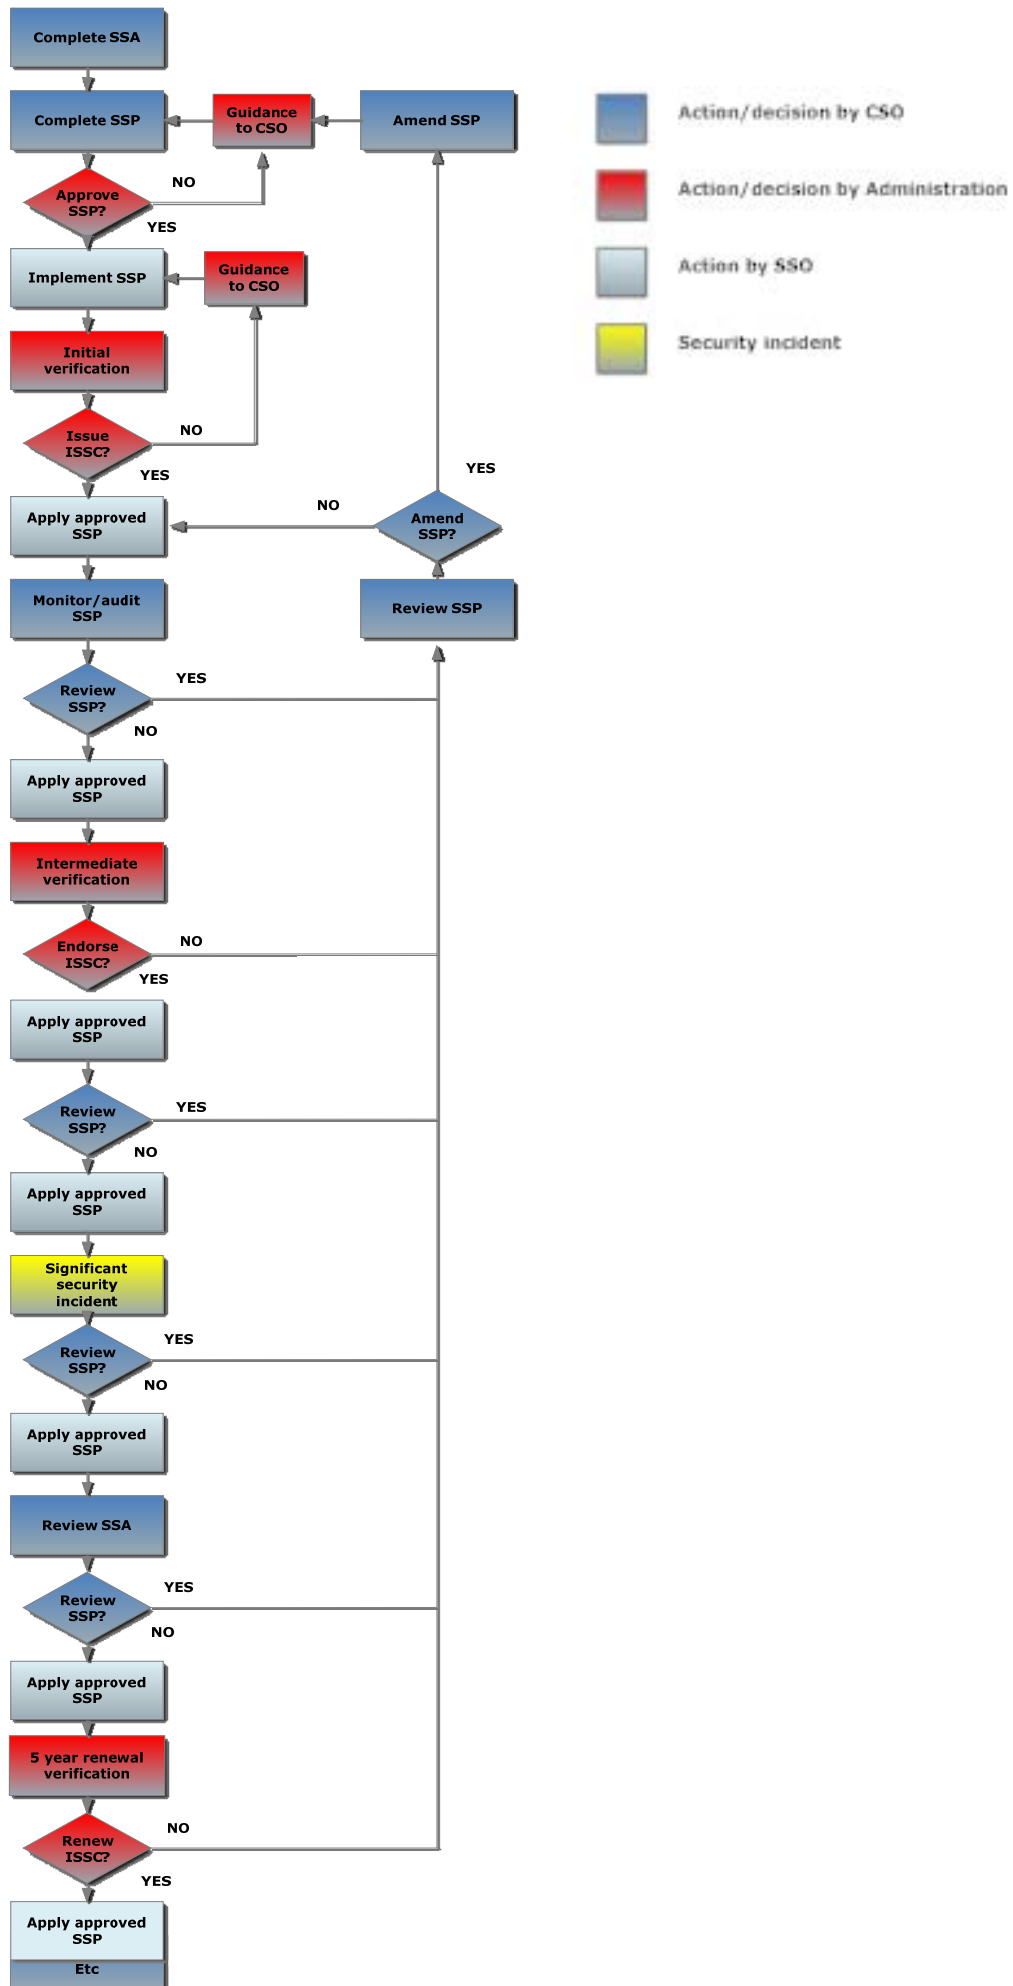 Complete SSA
Complete SSP
Guidance
to CSO
Amend SSP
Action/decision by CSO
Approve
SSP?
NO
YES
Action/decision by Administration
Implement SSP
Guidance
to CSO
Action by SSO
Initial
verification
Security incident
Issue
ISSC?
NO
YES
Apply approved
SSP
NO
Amend
SSP?
YES
Monitor/audit
SSP
Review SSP
Review
SSP?
YES
NO
Apply approved
SSP
Intermediate
verification
Endorse
ISSC?
NO
YES
Apply approved
SSP
Review
SSP?
YES
NO
Apply approved
SSP
Significant
security
incident
Review
SSP?
YES
NO
Apply approved
SSP
Review SSA
Review
SSP?
YES
NO
Apply approved
SSP
5 year renewal
verification
Renew
ISSC?
NO
YES
Apply approved
SSP
Etc